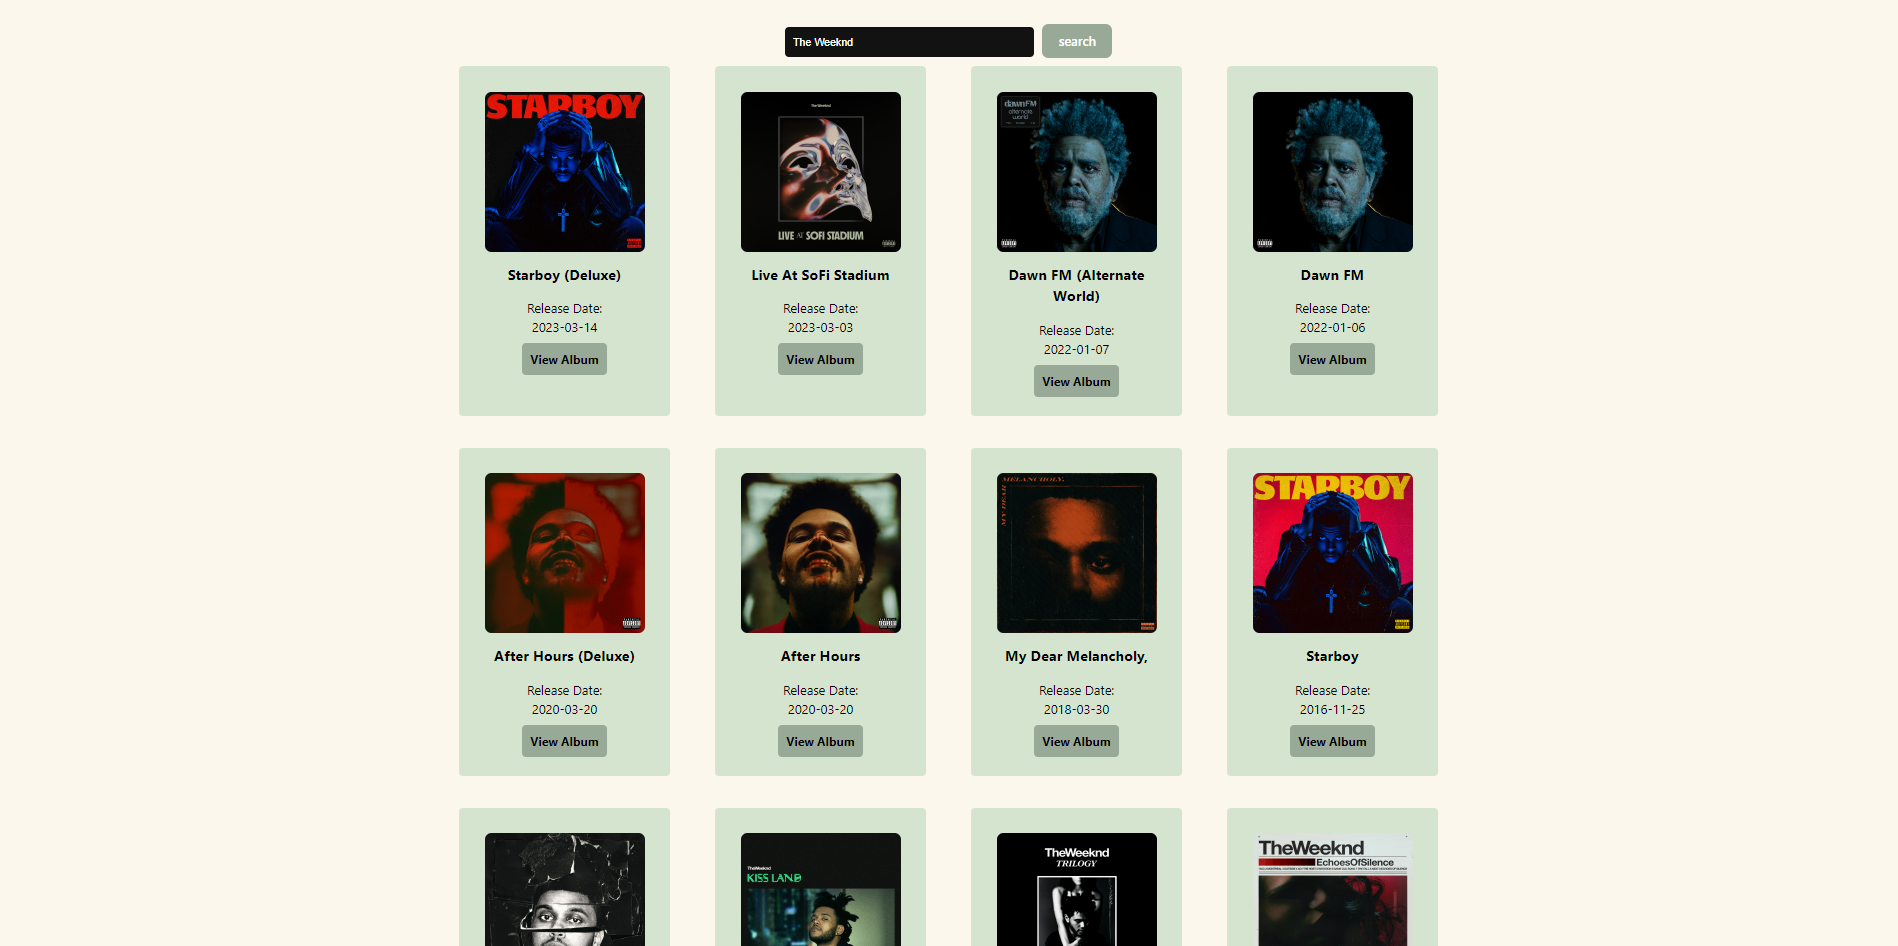 The Weeknd
search
STARBOY
The Weeknd
LIVE AT SOFI STADIUM
dawn FM
alternate
world
Starboy (Deluxe)
Live At SoFi Stadium
Dawn FM (Alternate
World)
Dawn FM
Release Date:
2023-03-14
View Album
Release Date:
2023-03-03
View Album
Release Date:
2022-01-07
View Album
Release Date:
2022-01-06
View Album
MELANCHOLY,
MY DEAR
STARBOY
After Hours (Deluxe)
After Hours
My Dear Melancholy,
Starboy
Release Date:
2020-03-20
View Album
Release Date:
2020-03-20
View Album
Release Date:
2018-03-30
View Album
Release Date:
2016-11-25
View Album
TheWeeknd
KISS LAND
TheWeeknd
TRILOGY
TheWeeknd
EchoesOfSilence